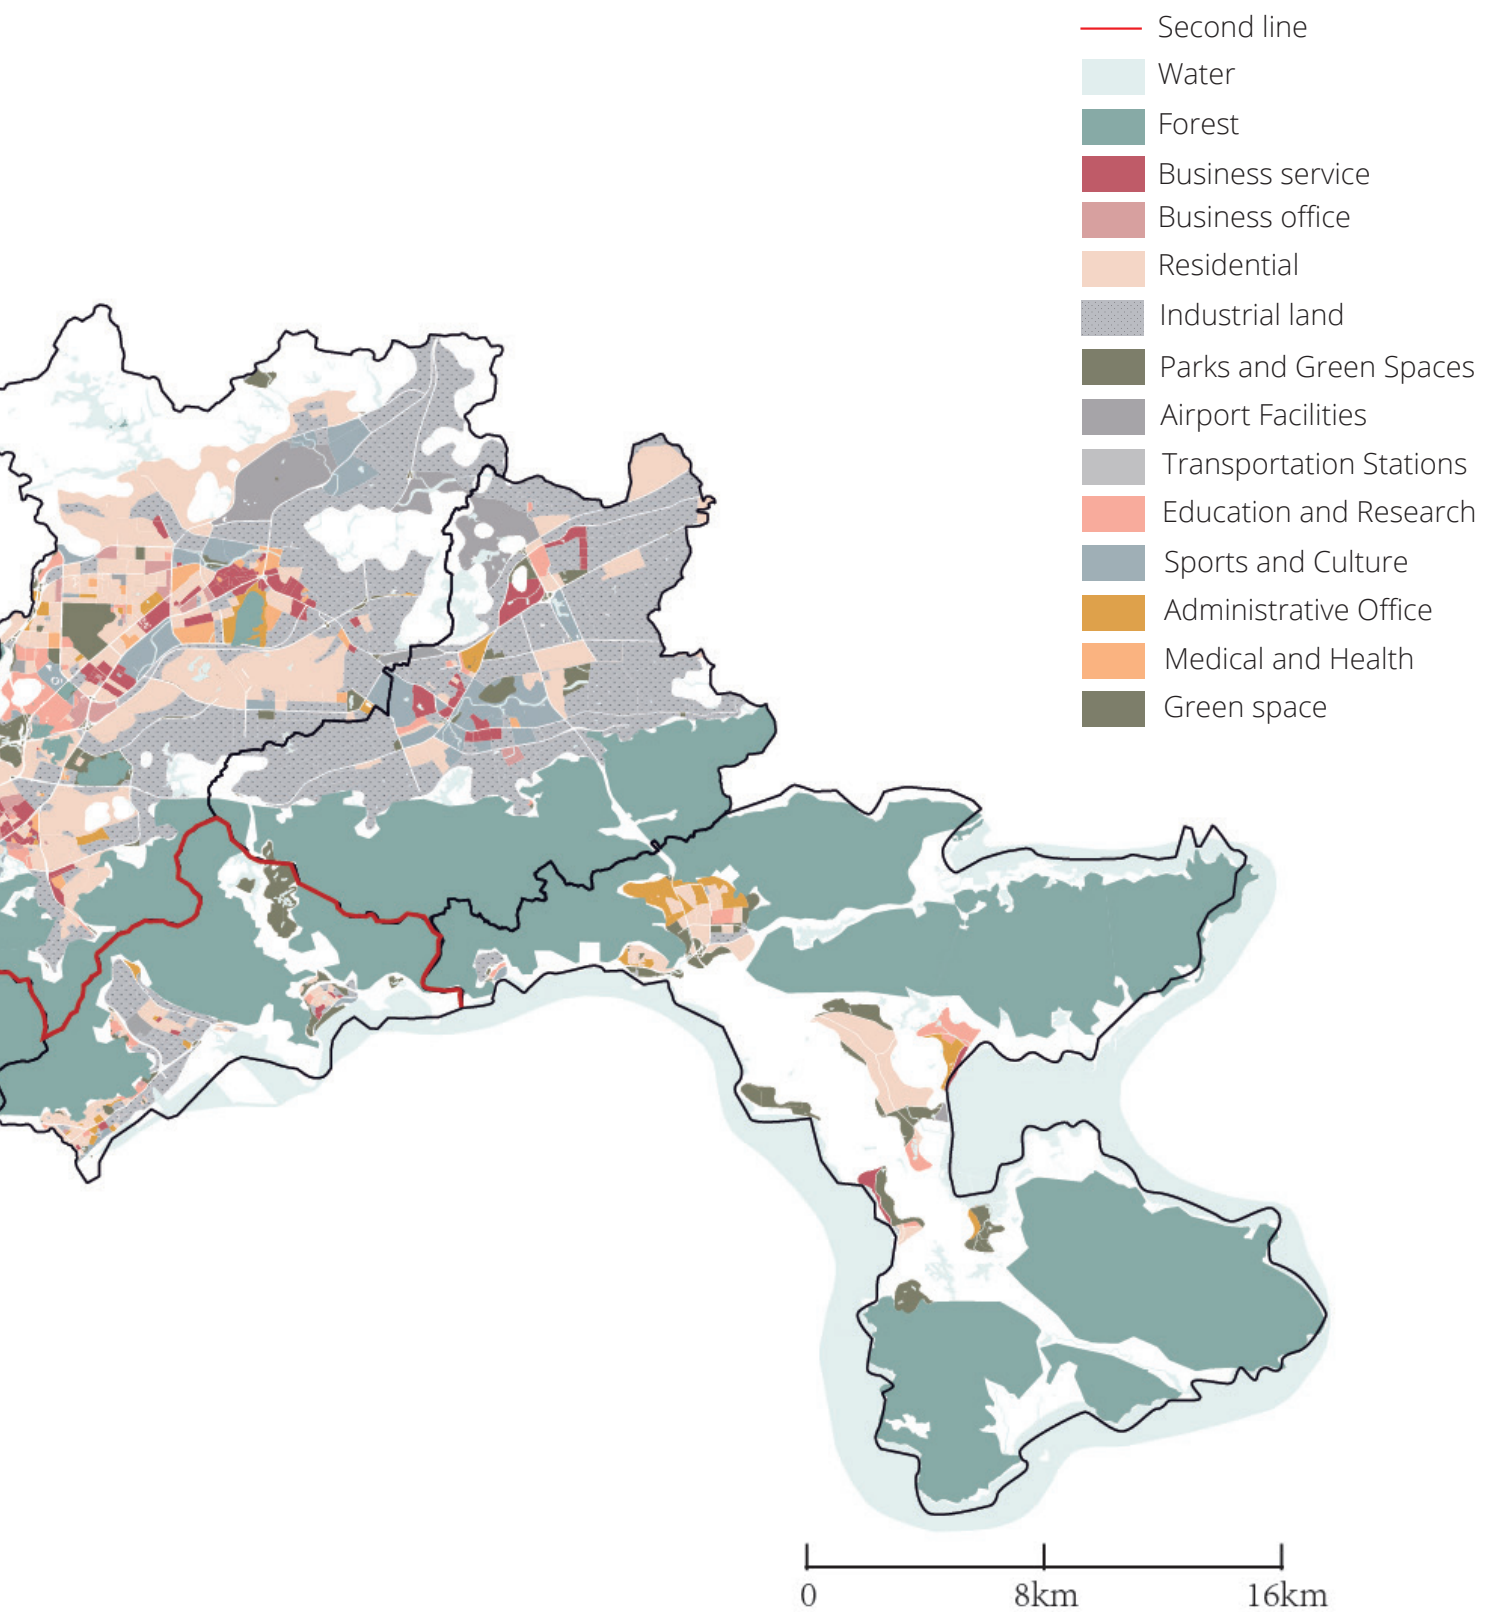 Second line
Water
Forest
Business service
Business office
Residential
Industrial land
Parks and Green Spaces
Airport Facilities
Transportation Stations
Education and Research
Sports and Culture
Administrative Office
Medical and Health
Green space
0 8km 16km